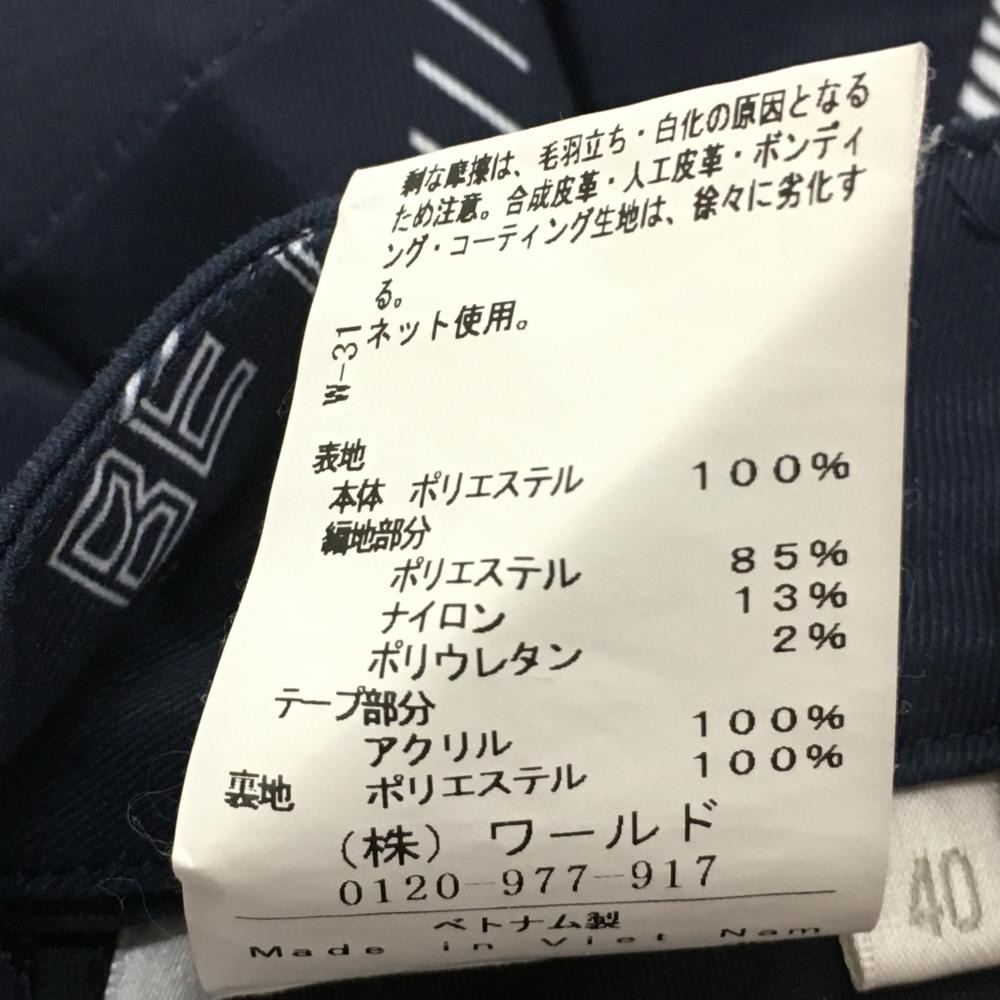 剰な摩擦は、毛羽立ち・白化の原因となる
ため注意。合成皮革・人工皮革・ボンディ
ング・コーティング生地は、徐々に劣化す
る。
ネット使用。
W-31
表地
本体 ポリエステル 100%
編地部分
ポリエステル 85%
ナイロン 13%
ポリウレタン 2%
テープ部分
アクリル 100%
裏地 ポリエステル 100%
(株) ワールド
0120-977-917
ベトナム製
Made in Viet Nam
40
BE